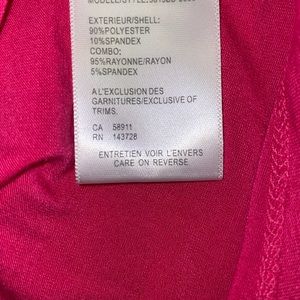 EXTERIEUR/SHELL:
90%POLYESTER
10%SPANDEX
COMBO:
95%RAYONNE/RAYON
5%SPANDEX
A L'EXCLUSION DES
GARNITURES/EXCLUSIVE OF
TRIMS.
CA 58911
RN 143728
ENTRETIEN VOIR L'ENVERS
CARE ON REVERSE